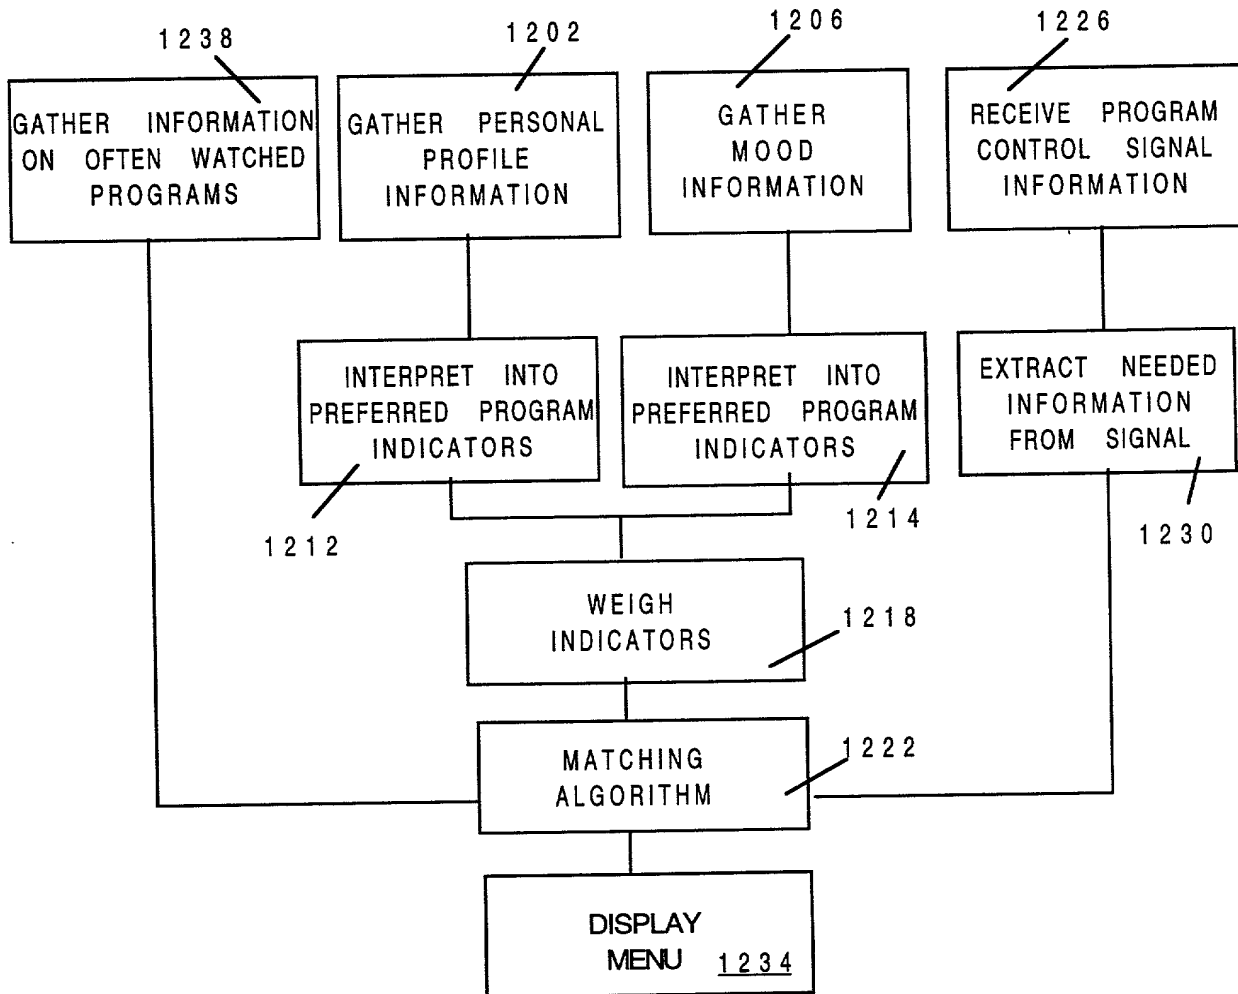 1238
1202
1206
1226
GATHER INFORMATION
ON OFTEN WATCHED
PROGRAMS
GATHER PERSONAL
PROFILE
INFORMATION
GATHER
MOOD
INFORMATION
RECEIVE PROGRAM
CONTROL SIGNAL
INFORMATION
INTERPRET INTO
PREFERRED PROGRAM
INDICATORS
INTERPRET INTO
PREFERRED PROGRAM
INDICATORS
EXTRACT NEEDED
INFORMATION
FROM SIGNAL
1212
1214
1230
WEIGH
INDICATORS
1218
MATCHING
ALGORITHM
1222
DISPLAY
MENU 1234